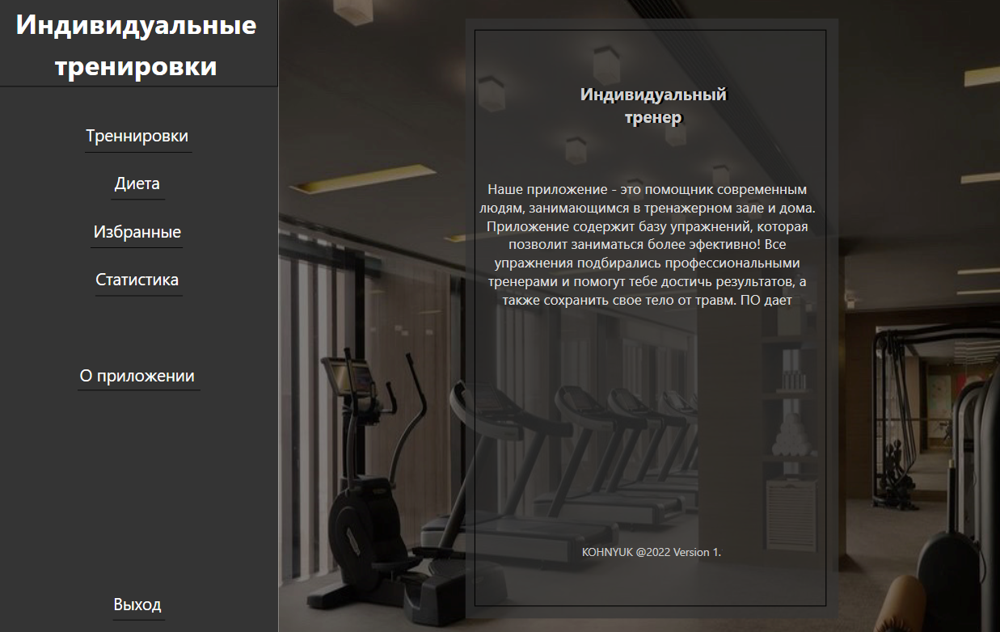 Индивидуальные
тренировки
Треннировки
Диета
Избранные
Статистика
О приложении
Выход
Индивидуальный
тренер
Наше приложение - это помощник современным
людям, занимающимся в тренажерном зале и дома.
Приложение содержит базу упражнений, которая
позволит заниматься более эфективно! Все
упражнения подбирались профессиональными
тренерами и помогут тебе достичь результатов, а
также сохранить свое тело от травм. ПО дает
KOHNYUK @2022 Version 1.